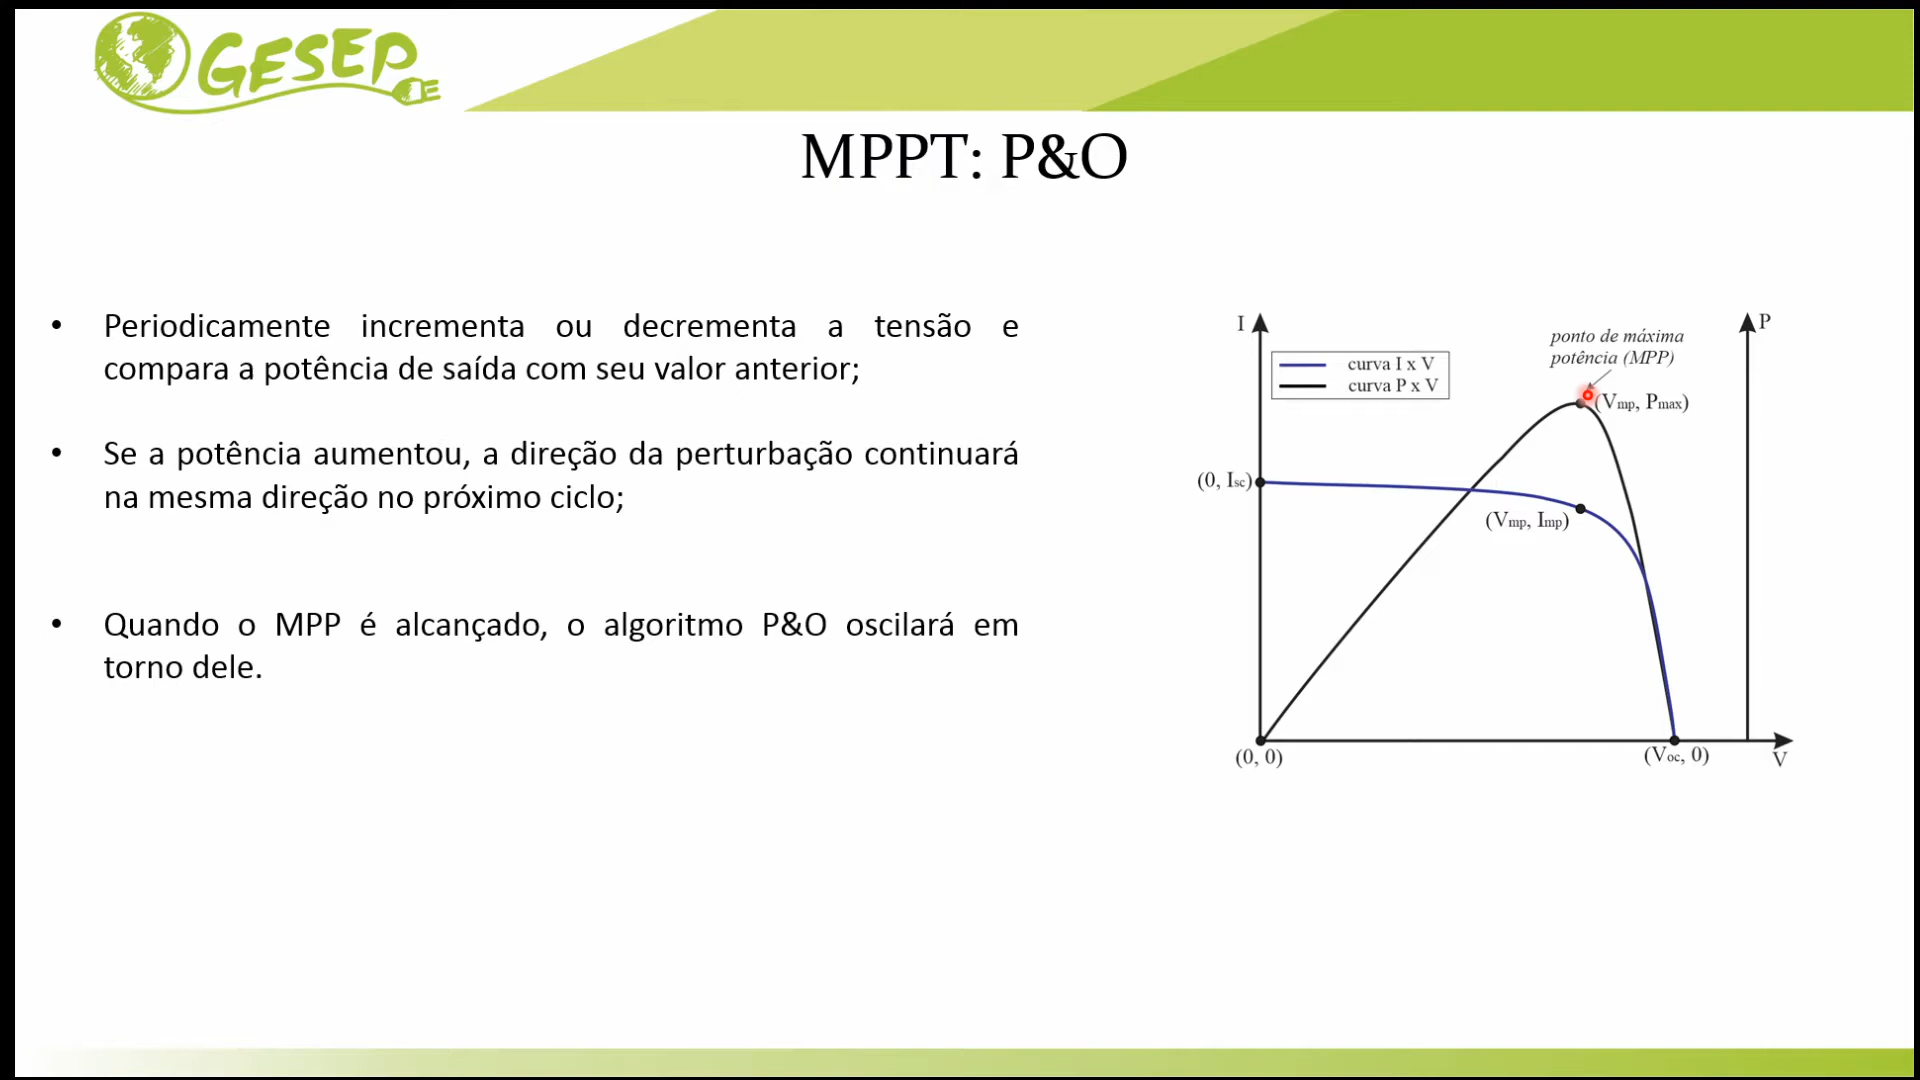 GESEP
MPPT: P&O
• Periodicamente incrementa ou decrementa a tensão e
compara a potência de saída com seu valor anterior;
• Se a potência aumentou, a direção da perturbação continuará
na mesma direção no próximo ciclo;
• Quando o MPP é alcançado, o algoritmo P&O oscilará em
torno dele.
I
P
ponto de máxima
potência (MPP)
curva I x V
curva P x V
(Vmp, Pmax)
(0, Isc)
(Vmp, Imp)
(0, 0)
(Voc, 0)
V